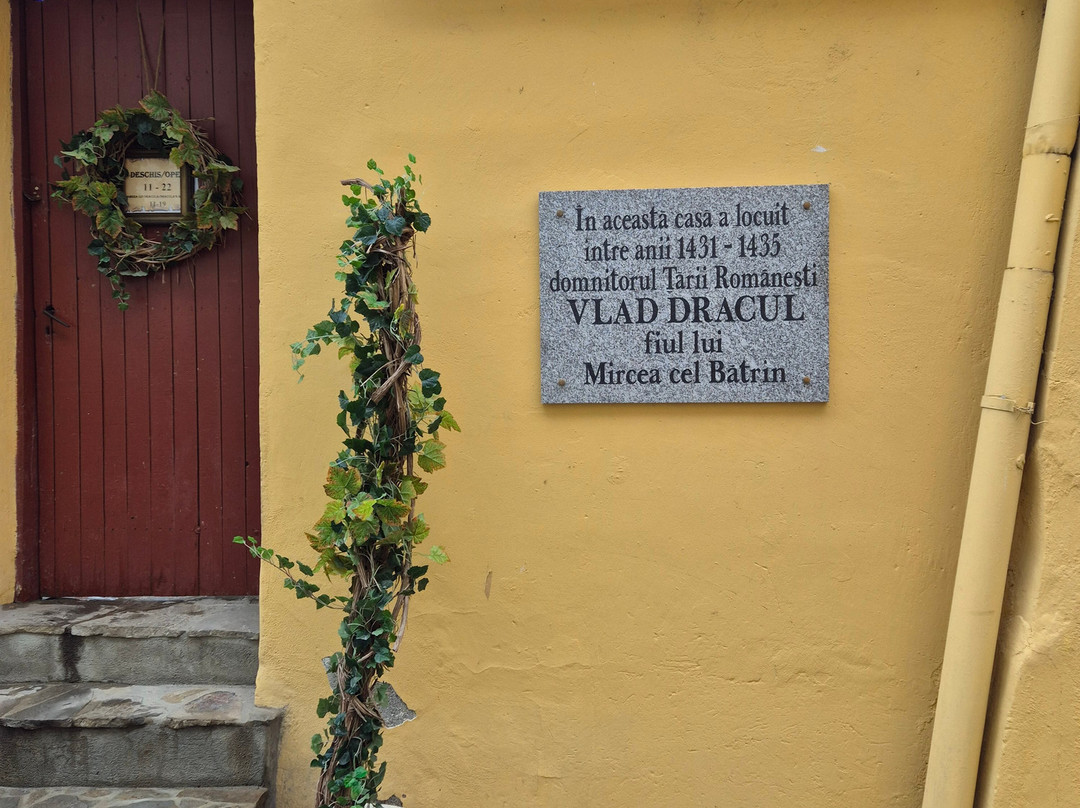 DESCHIS/OPE
11 - 22
În această casă a locuit
între anii 1431 - 1435
domnitorul Țării Românești
VLAD DRACUL
fiul lui
Mircea cel Bătrîn